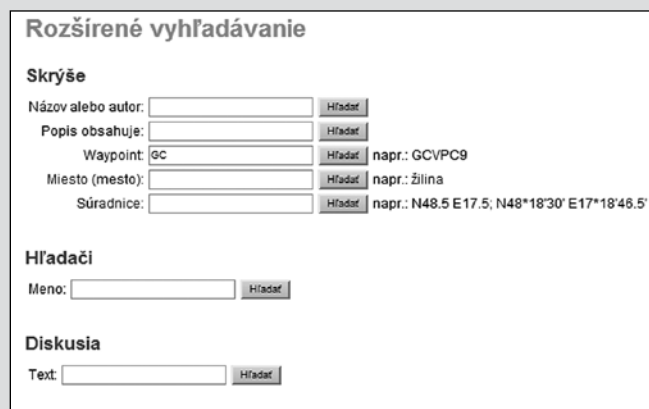 Rozšírené vyhľadávanie
Skrýše
Názov alebo autor: Hľadať
Popis obsahuje: Hľadať
Waypoint: GC Hľadať napr.: GCVPC9
Miesto (mesto): Hľadať napr.: žilina
Súradnice: Hľadať napr.: N48.5 E17.5; N48*18'30' E17*18'46.5'
Hľadači
Meno: Hľadať
Diskusia
Text: Hľadať